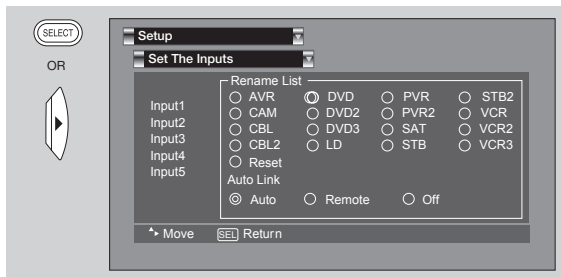 SELECT
OR
Setup
Set The Inputs
Rename List
Input1
Input2
Input3
Input4
Input5
AVR DVD PVR STB2
CAM DVD2 PVR2 VCR
CBL DVD3 SAT VCR2
CBL2 LD STB VCR3
Reset
Auto Link
Auto Remote Off
Move SEL Return